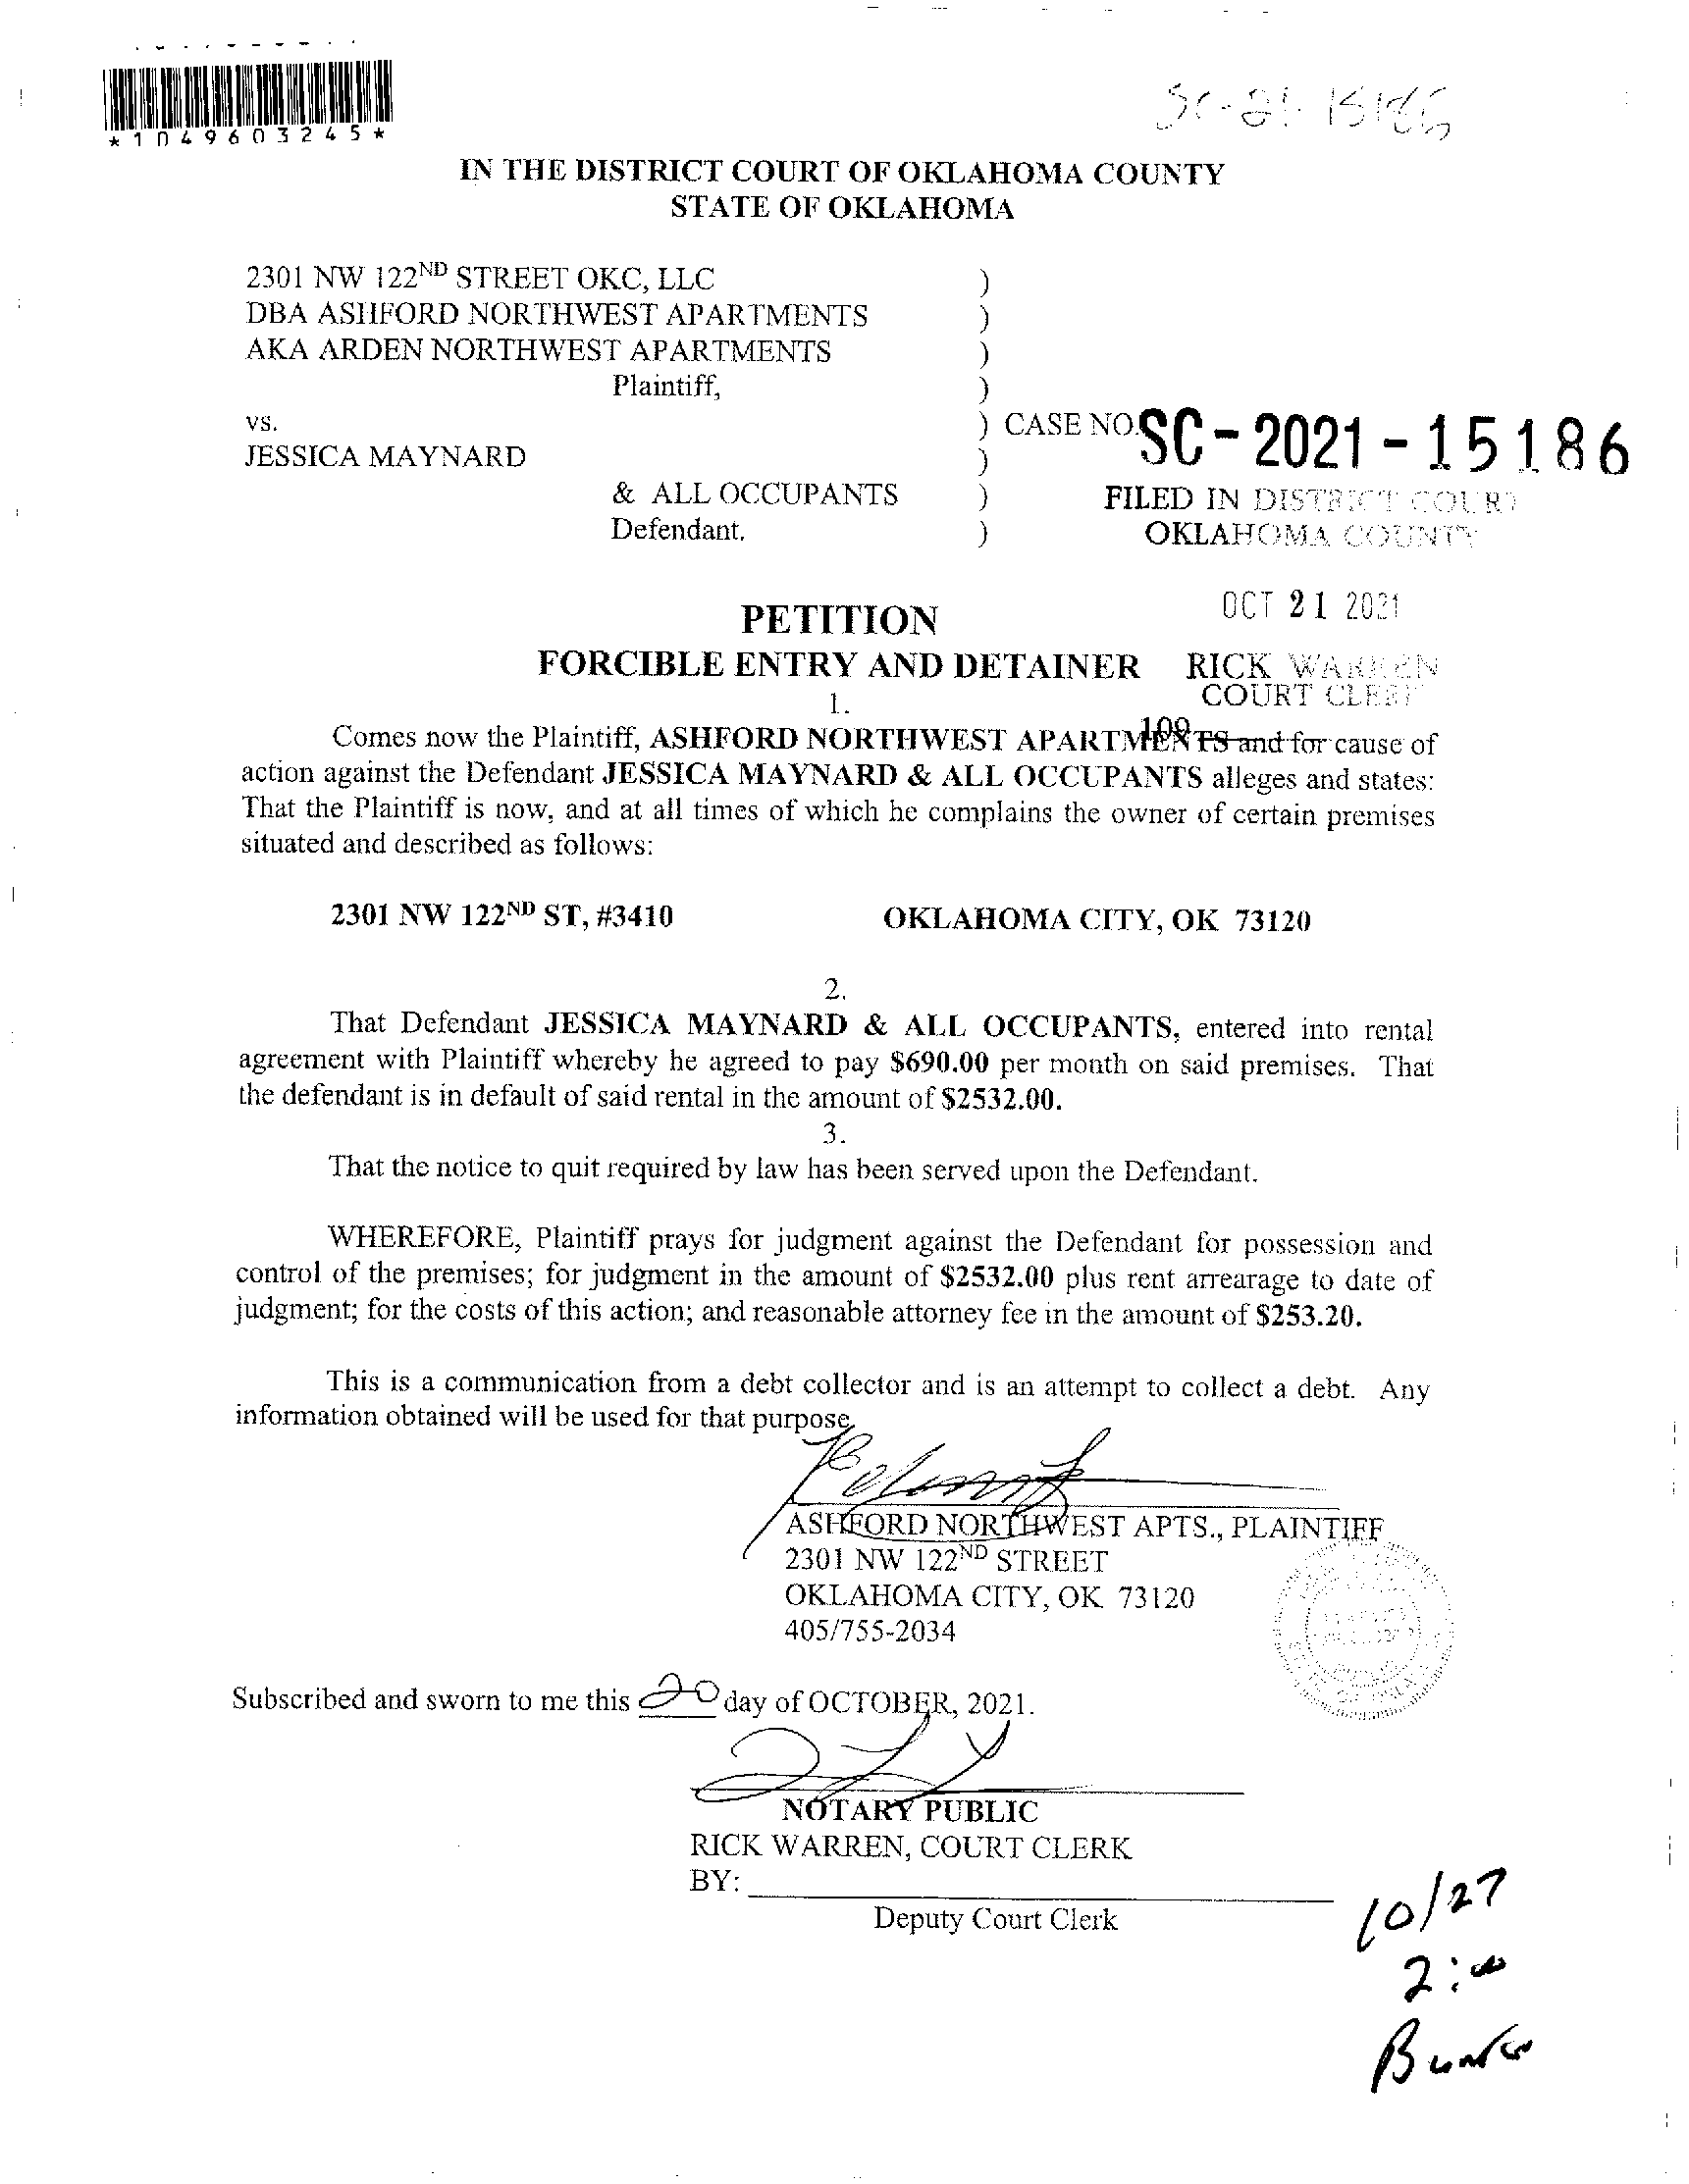 *1049603245*
SC-21-15186
IN THE DISTRICT COURT OF OKLAHOMA COUNTY
STATE OF OKLAHOMA
2301 NW 122ND STREET OKC, LLC )
DBA ASHFORD NORTHWEST APARTMENTS )
AKA ARDEN NORTHWEST APARTMENTS )
Plaintiff, )
vs. ) CASE NO. SC-2021-15186
JESSICA MAYNARD )
& ALL OCCUPANTS ) FILED IN DISTRICT COURT
Defendant. ) OKLAHOMA COUNTY
OCT 21 2021
PETITION
FORCIBLE ENTRY AND DETAINER RICK WARREN
COURT CLERK
1.
109
Comes now the Plaintiff, ASHFORD NORTHWEST APARTMENTS and for cause of
action against the Defendant JESSICA MAYNARD & ALL OCCUPANTS alleges and states:
That the Plaintiff is now, and at all times of which he complains the owner of certain premises
situated and described as follows:
2301 NW 122ND ST, #3410 OKLAHOMA CITY, OK 73120
2.
That Defendant JESSICA MAYNARD & ALL OCCUPANTS, entered into rental
agreement with Plaintiff whereby he agreed to pay $690.00 per month on said premises. That
the defendant is in default of said rental in the amount of $2532.00.
3.
That the notice to quit required by law has been served upon the Defendant.
WHEREFORE, Plaintiff prays for judgment against the Defendant for possession and
control of the premises; for judgment in the amount of $2532.00 plus rent arrearage to date of
judgment; for the costs of this action; and reasonable attorney fee in the amount of $253.20.
This is a communication from a debt collector and is an attempt to collect a debt. Any
information obtained will be used for that purpose.
ASHFORD NORTHWEST APTS., PLAINTIFF
2301 NW 122ND STREET
OKLAHOMA CITY, OK 73120
405/755-2034
Subscribed and sworn to me this 20 day of OCTOBER, 2021.
NOTARY PUBLIC
RICK WARREN, COURT CLERK
BY:
Deputy Court Clerk
10/27
2:00